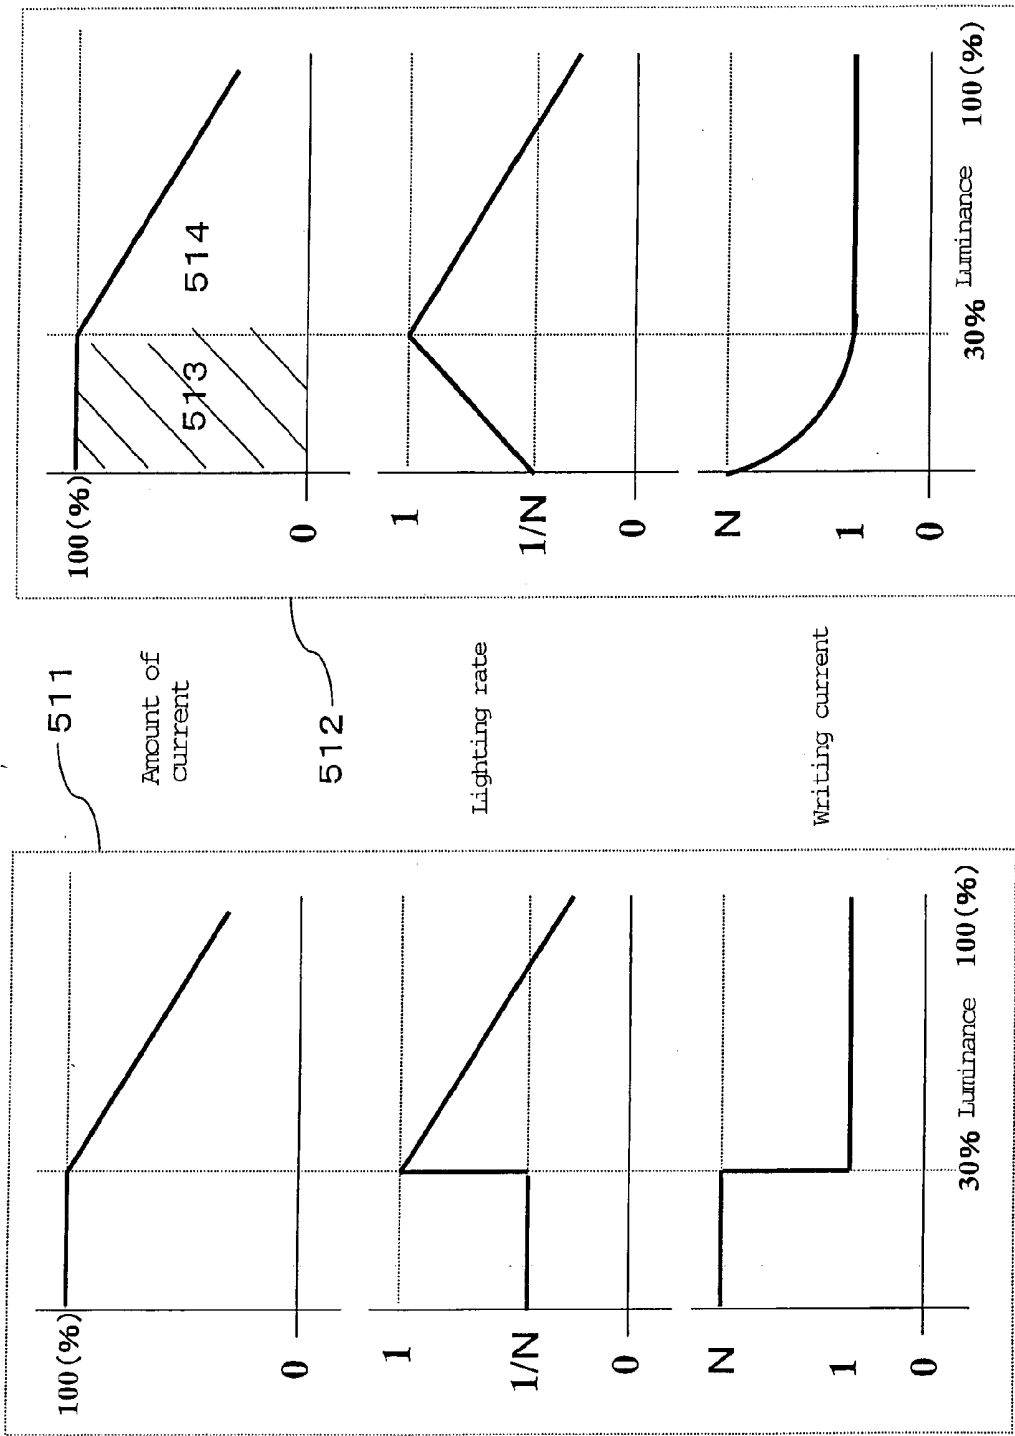 511
100(%)
0
1
1/N
0
N
1
0
30% Luminance 100(%)
Amount of
current
Lighting rate
Writing current
512
100(%)
0
513
514
1
1/N
0
N
1
0
30% Luminance 100(%)